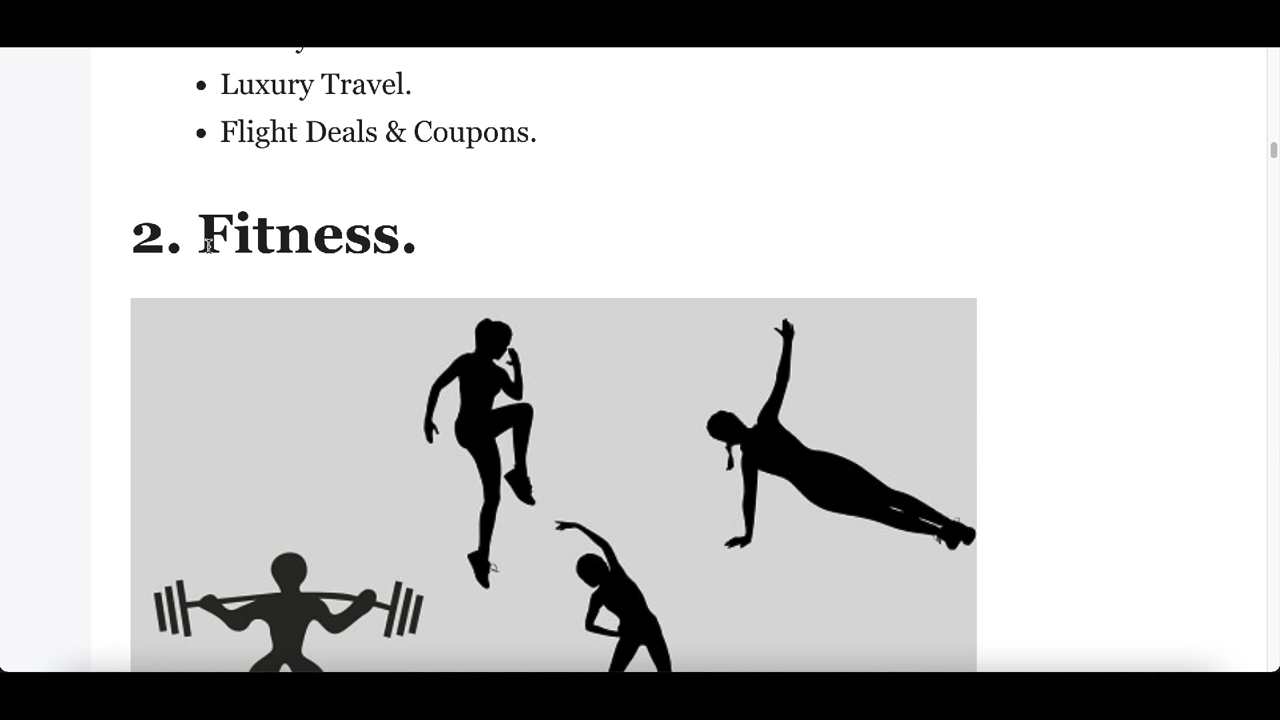 • Luxury Travel.
• Flight Deals & Coupons.
2. Fitness.